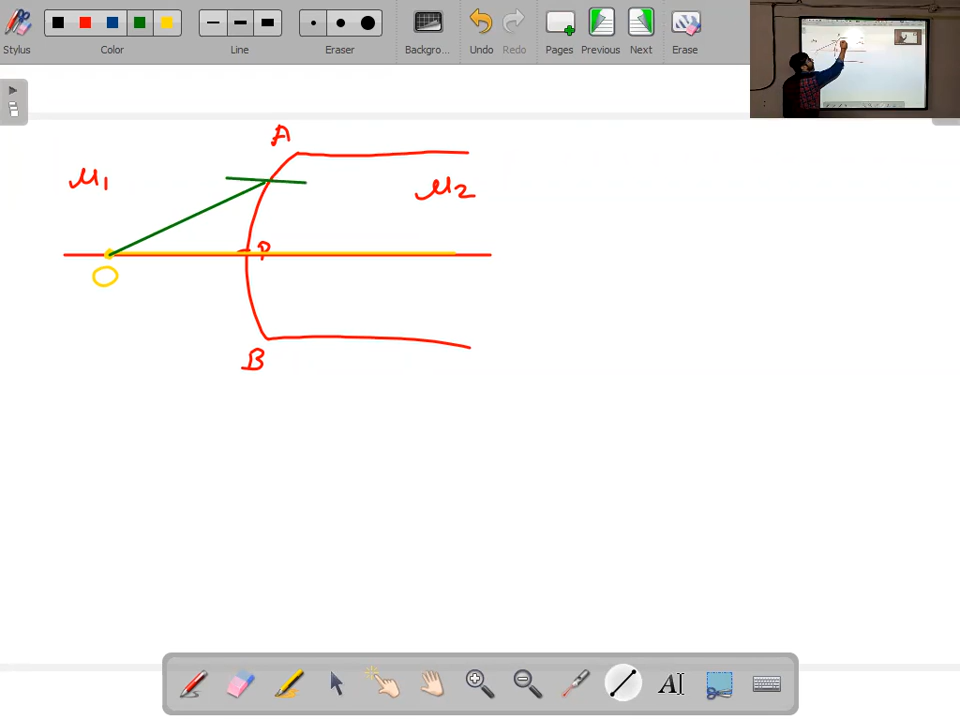 Stylus
Color
Line
Eraser
Backgro...
Undo
Redo
Pages
Previous
Next
Erase
A
μ1
μ2
P
O
B
A